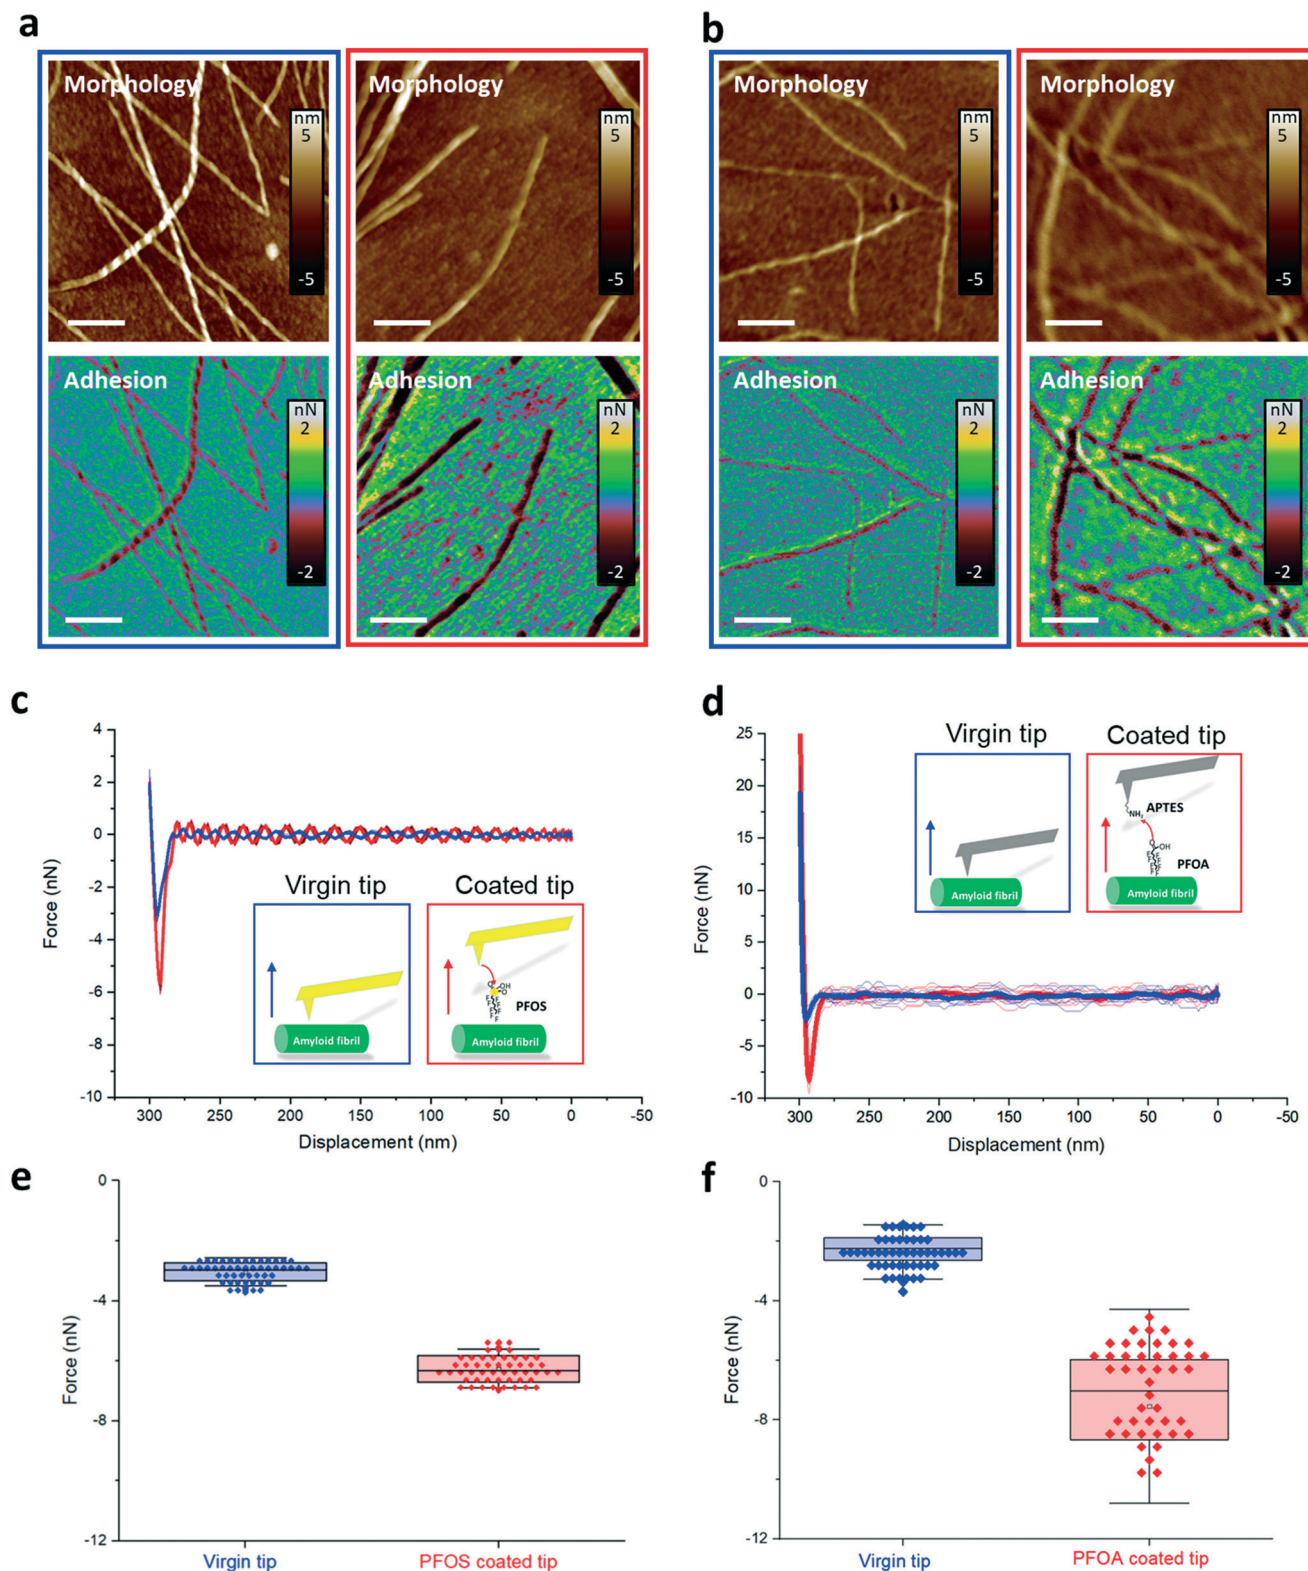 a
b
Morphology
nm
5
-5
Morphology
nm
5
-5
Morphology
nm
5
-5
Morphology
nm
5
-5
Adhesion
nN
2
-2
Adhesion
nN
2
-2
Adhesion
nN
2
-2
Adhesion
nN
2
-2
c
4
2
0
-2
-4
-6
-8
-10
Force (nN)
300 250 200 150 100 50 0 -50
Displacement (nm)
Virgin tip
Coated tip
Amyloid fibril
PFOS
Amyloid fibril
d
25
20
15
10
5
0
-5
-10
Force (nN)
300 250 200 150 100 50 0 -50
Displacement (nm)
Virgin tip
Coated tip
Amyloid fibril
APTES
NH2
OH
PFOA
Amyloid fibril
e
0
-4
-8
-12
Force (nN)
Virgin tip
PFOS coated tip
f
0
-4
-8
-12
Force (nN)
Virgin tip
PFOA coated tip